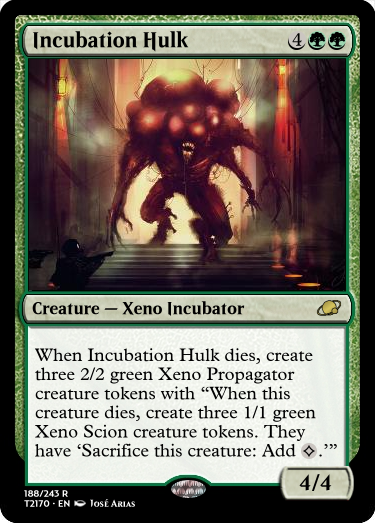 Incubation Hulk 4
Creature — Xeno Incubator
When Incubation Hulk dies, create
three 2/2 green Xeno Propagator
creature tokens with “When this
creature dies, create three 1/1 green
Xeno Scion creature tokens. They
have ‘Sacrifice this creature: Add .’”
4/4
188/243 R
T2170 • EN José Arias